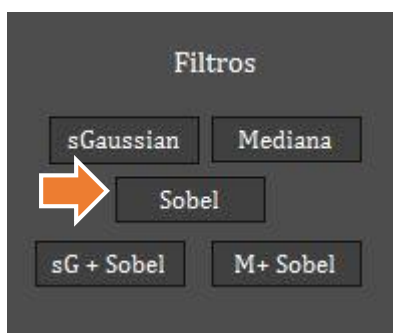 Filtros
sGaussian
Mediana
Sobel
sG + Sobel
M+ Sobel